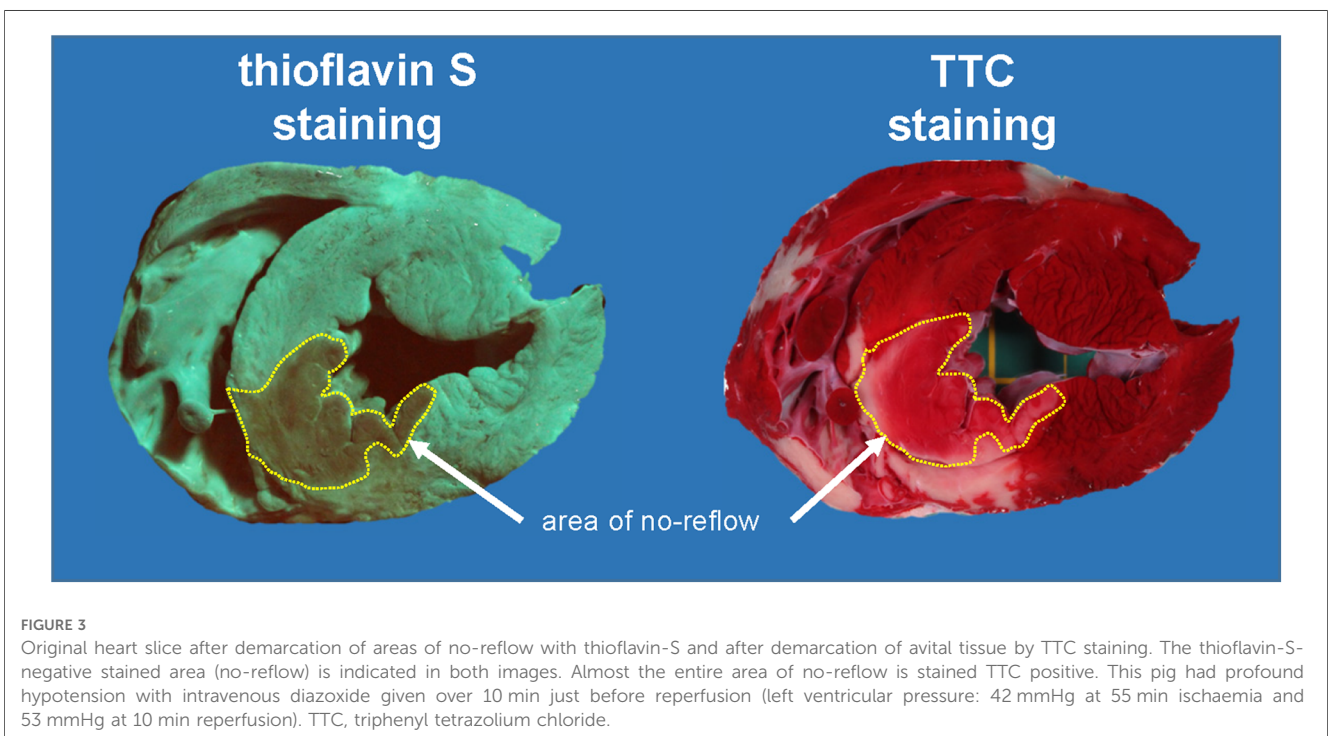 thioflavin S
staining
TTC
staining
area of no-reflow
FIGURE 3
Original heart slice after demarcation of areas of no-reflow with thioflavin-S and after demarcation of avital tissue by TTC staining. The thioflavin-S-
negative stained area (no-reflow) is indicated in both images. Almost the entire area of no-reflow is stained TTC positive. This pig had profound
hypotension with intravenous diazoxide given over 10 min just before reperfusion (left ventricular pressure: 42 mmHg at 55 min ischaemia and
53 mmHg at 10 min reperfusion). TTC, triphenyl tetrazolium chloride.